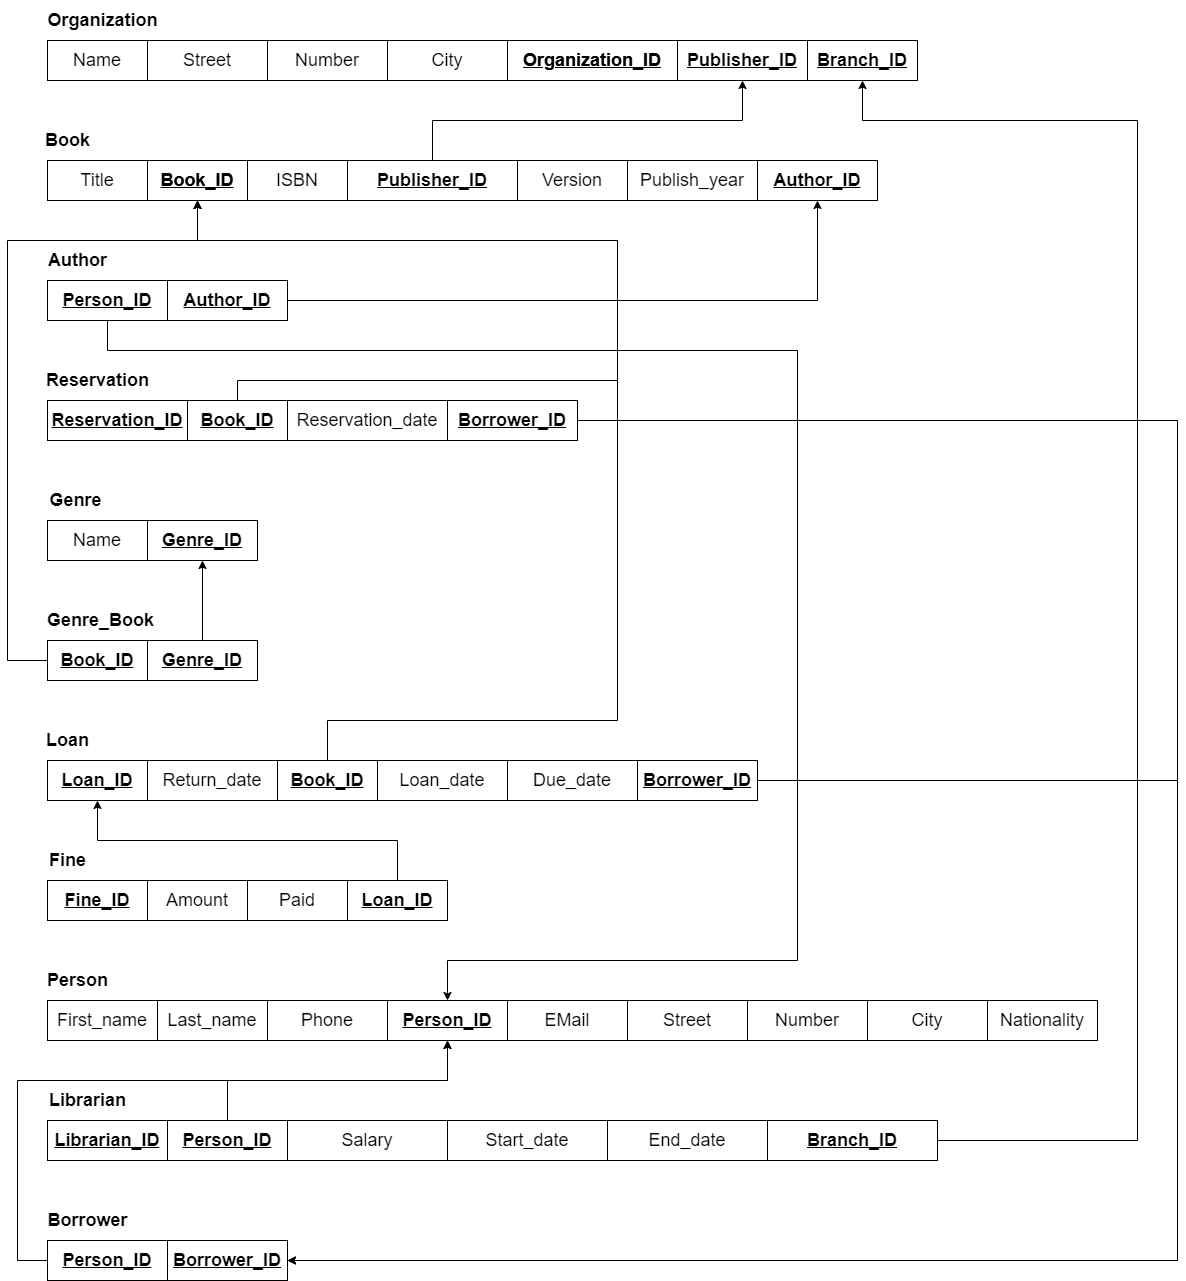 Organization
Name Street Number City Organization_ID Publisher_ID Branch_ID
Book
Title Book_ID ISBN Publisher_ID Version Publish_year Author_ID
Author
Person_ID Author_ID
Reservation
Reservation_ID Book_ID Reservation_date Borrower_ID
Genre
Name Genre_ID
Genre_Book
Book_ID Genre_ID
Loan
Loan_ID Return_date Book_ID Loan_date Due_date Borrower_ID
Fine
Fine_ID Amount Paid Loan_ID
Person
First_name Last_name Phone Person_ID EMail Street Number City Nationality
Librarian
Librarian_ID Person_ID Salary Start_date End_date Branch_ID
Borrower
Person_ID Borrower_ID